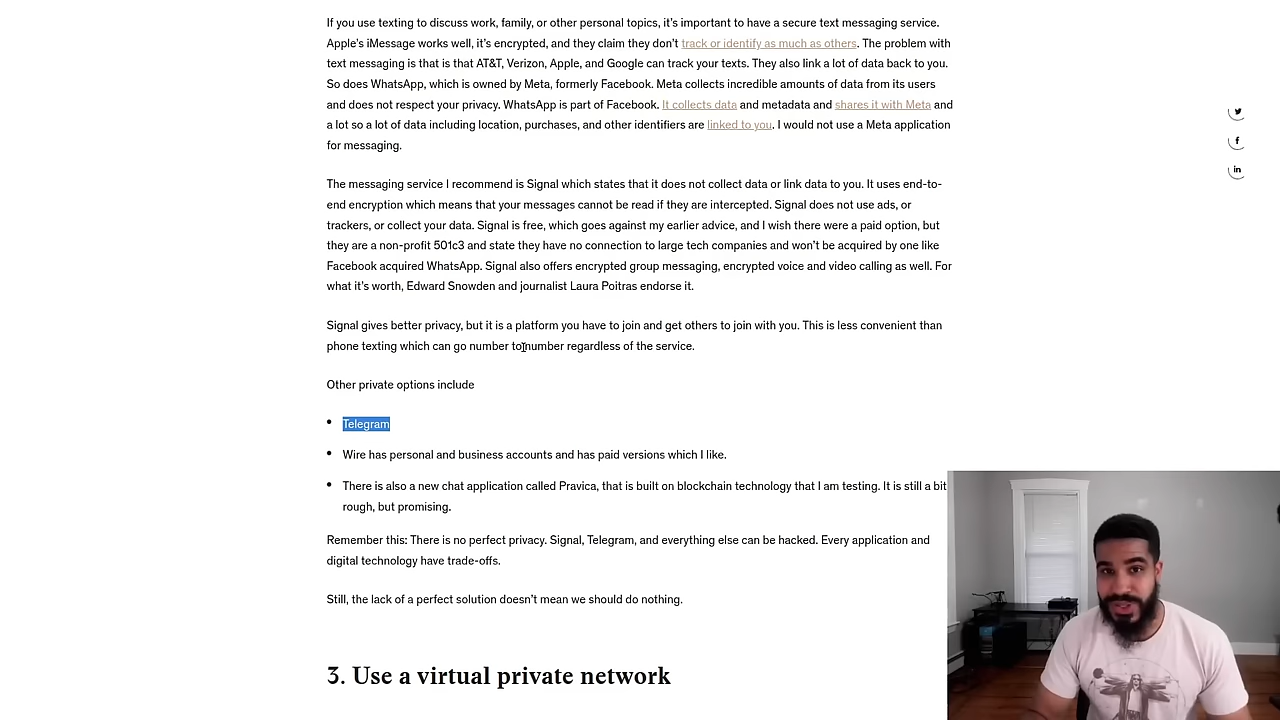 If you use texting to discuss work, family, or other personal topics, it's important to have a secure text messaging service.
Apple's iMessage works well, it's encrypted, and they claim they don't track or identify as much as others. The problem with
text messaging is that is that AT&T, Verizon, Apple, and Google can track your texts. They also link a lot of data back to you.
So does WhatsApp, which is owned by Meta, formerly Facebook. Meta collects incredible amounts of data from its users
and does not respect your privacy. WhatsApp is part of Facebook. It collects data and metadata and shares it with Meta and
a lot so a lot of data including location, purchases, and other identifiers are linked to you. I would not use a Meta application
for messaging.
The messaging service I recommend is Signal which states that it does not collect data or link data to you. It uses end-to-
end encryption which means that your messages cannot be read if they are intercepted. Signal does not use ads, or
trackers, or collect your data. Signal is free, which goes against my earlier advice, and I wish there were a paid option, but
they are a non-profit 501c3 and state they have no connection to large tech companies and won't be acquired by one like
Facebook acquired WhatsApp. Signal also offers encrypted group messaging, encrypted voice and video calling as well. For
what it's worth, Edward Snowden and journalist Laura Poitras endorse it.
Signal gives better privacy, but it is a platform you have to join and get others to join with you. This is less convenient than
phone texting which can go number to number regardless of the service.
Other private options include
• Telegram
• Wire has personal and business accounts and has paid versions which I like.
• There is also a new chat application called Pravica, that is built on blockchain technology that I am testing. It is still a bit
rough, but promising.
Remember this: There is no perfect privacy. Signal, Telegram, and everything else can be hacked. Every application and
digital technology have trade-offs.
Still, the lack of a perfect solution doesn't mean we should do nothing.
3. Use a virtual private network